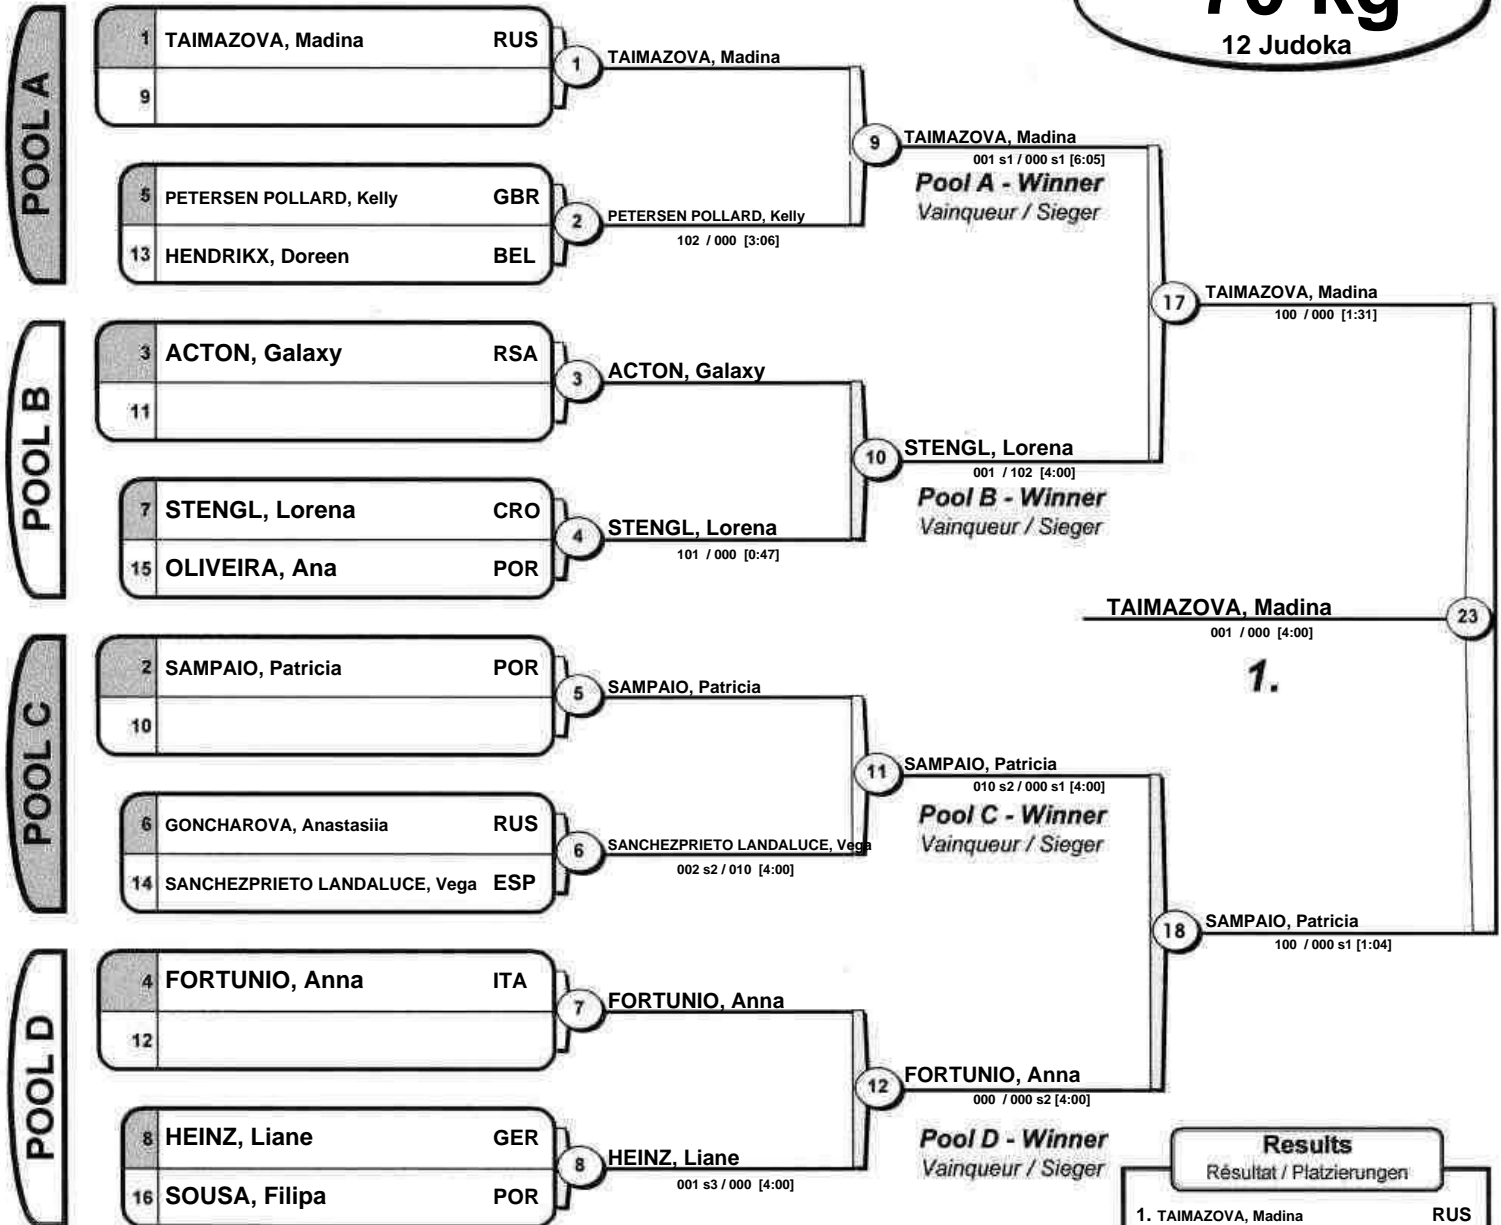 70 kg
12 Judoka
POOL A
1 TAIMAZOVA, Madina RUS
9
5 PETERSEN POLLARD, Kelly GBR
13 HENDRIKX, Doreen BEL
1 TAIMAZOVA, Madina
2 PETERSEN POLLARD, Kelly
102 / 000 [3:06]
9 TAIMAZOVA, Madina
001 s1 / 000 s1 [6:05]
Pool A - Winner
Vainqueur / Sieger
POOL B
3 ACTON, Galaxy RSA
11
7 STENGL, Lorena CRO
15 OLIVEIRA, Ana POR
3 ACTON, Galaxy
4 STENGL, Lorena
101 / 000 [0:47]
10 STENGL, Lorena
001 / 102 [4:00]
Pool B - Winner
Vainqueur / Sieger
17 TAIMAZOVA, Madina
100 / 000 [1:31]
TAIMAZOVA, Madina 23
001 / 000 [4:00]
1.
POOL C
2 SAMPAIO, Patricia POR
10
6 GONCHAROVA, Anastasiia RUS
14 SANCHEZPRIETO LANDALUCE, Vega ESP
5 SAMPAIO, Patricia
6 SANCHEZPRIETO LANDALUCE, Vega
002 s2 / 010 [4:00]
11 SAMPAIO, Patricia
010 s2 / 000 s1 [4:00]
Pool C - Winner
Vainqueur / Sieger
POOL D
4 FORTUNIO, Anna ITA
12
8 HEINZ, Liane GER
16 SOUSA, Filipa POR
7 FORTUNIO, Anna
8 HEINZ, Liane
001 s3 / 000 [4:00]
12 FORTUNIO, Anna
000 / 000 s2 [4:00]
Pool D - Winner
Vainqueur / Sieger
18 SAMPAIO, Patricia
100 / 000 s1 [1:04]
Results
Résultat / Platzierungen
1. TAIMAZOVA, Madina RUS